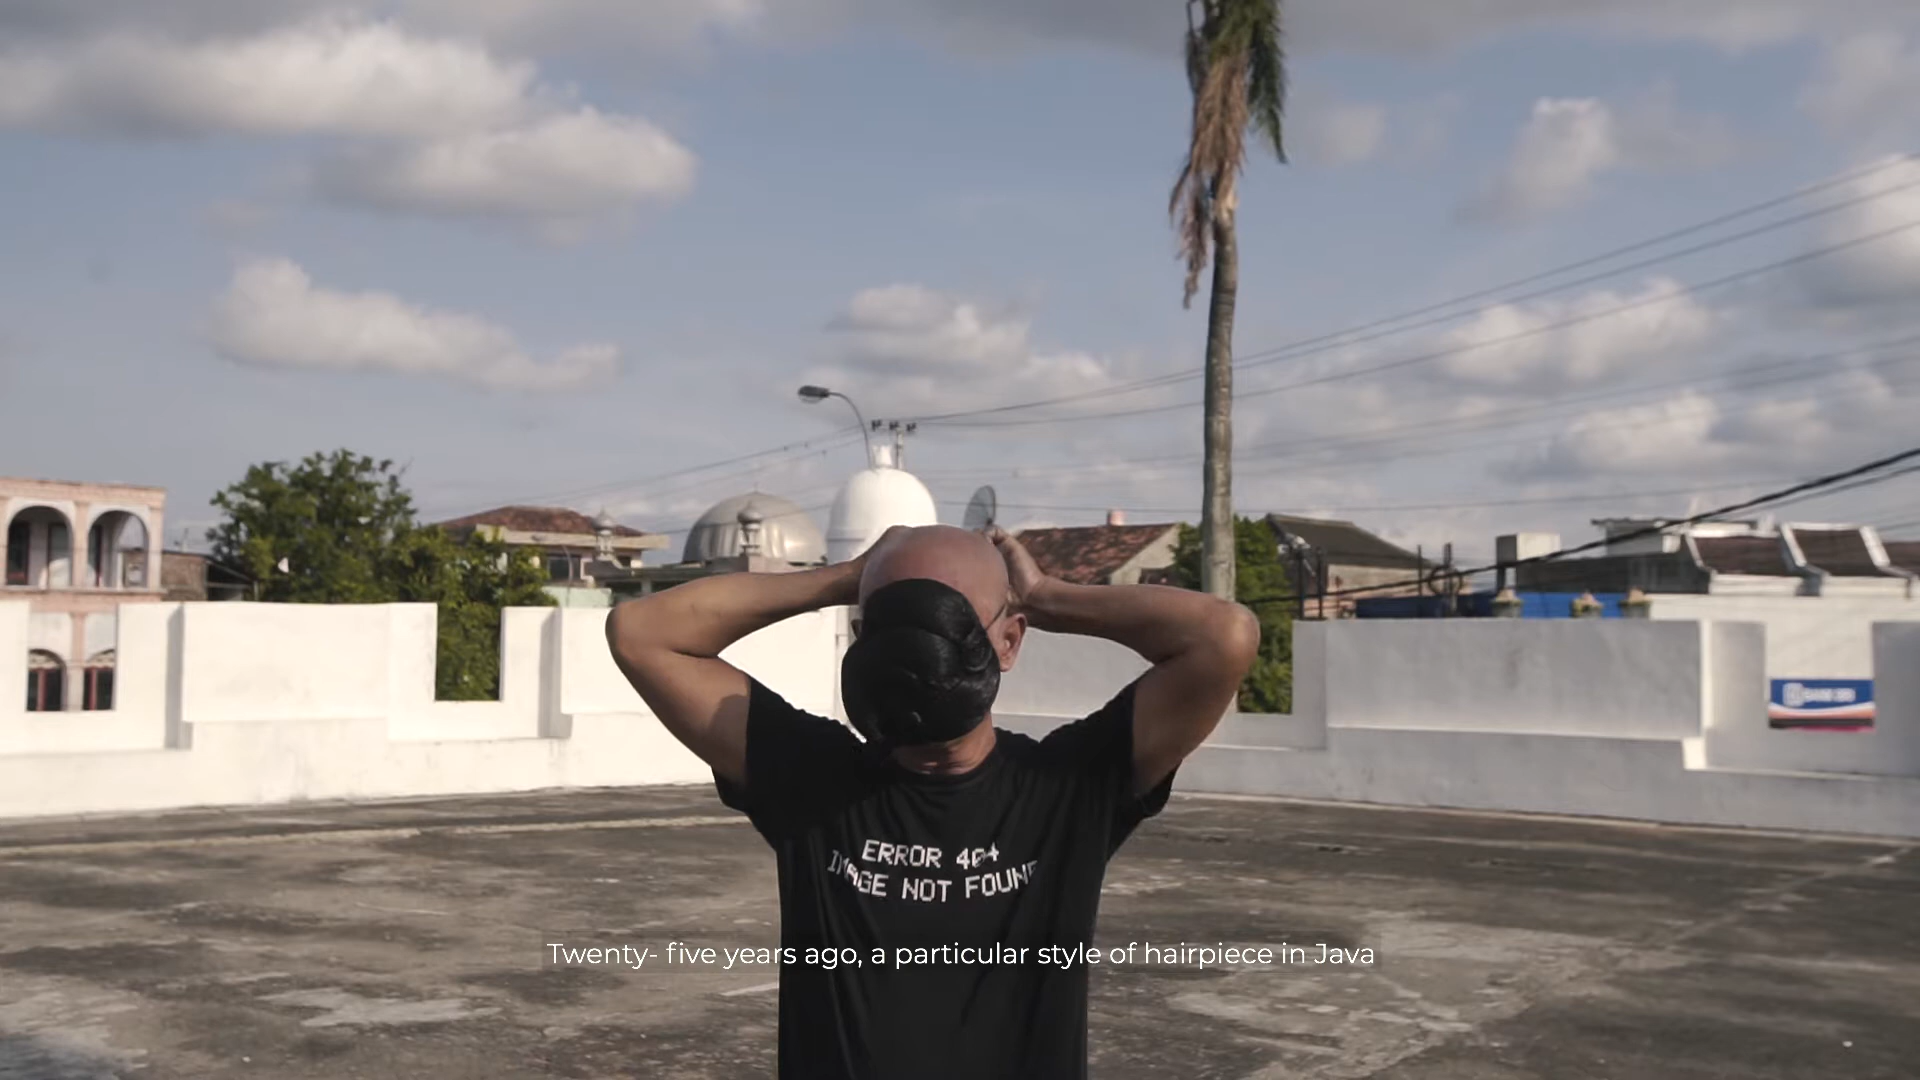 ERROR 404
IMAGE NOT FOUND
Twenty- five years ago, a particular style of hairpiece in Java